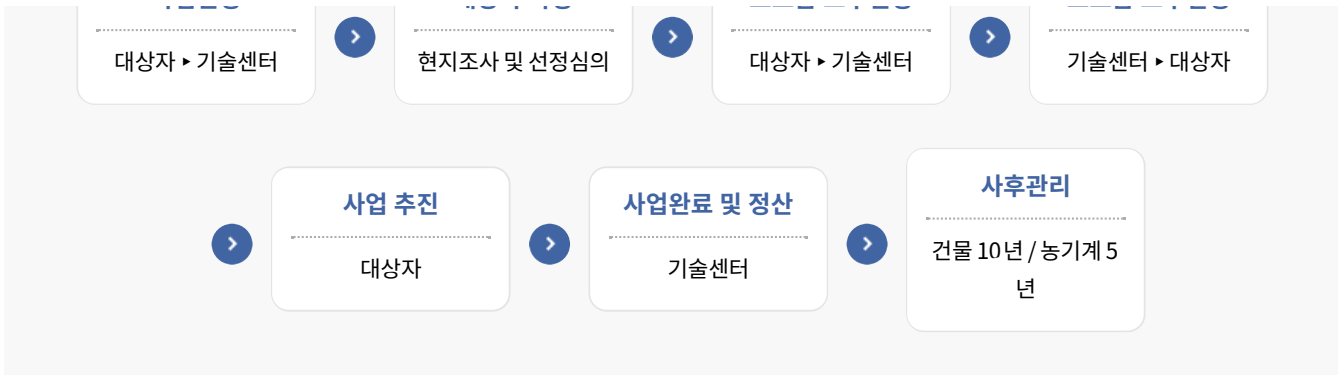 대상자 ▸ 기술센터
현지조사 및 선정심의
대상자 ▸ 기술센터
기술센터 ▸ 대상자
사업 추진
대상자
사업완료 및 정산
기술센터
사후관리
건물 10년 / 농기계 5
년